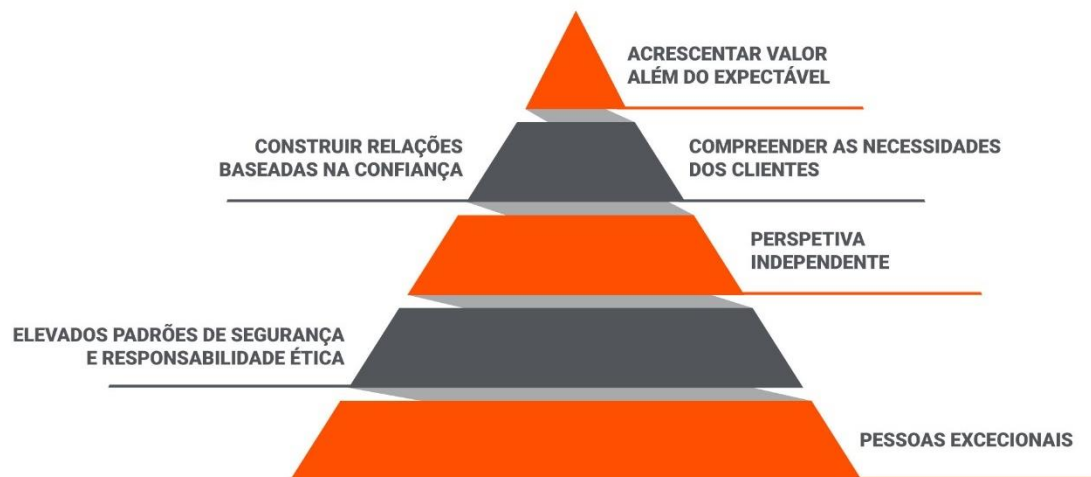 ACRESCENTAR VALOR
ALÉM DO EXPECTÁVEL
CONSTRUIR RELAÇÕES
BASEADAS NA CONFIANÇA
COMPREENDER AS NECESSIDADES
DOS CLIENTES
PERSPETIVA
INDEPENDENTE
ELEVADOS PADRÕES DE SEGURANÇA
E RESPONSABILIDADE ÉTICA
PESSOAS EXCECIONAIS